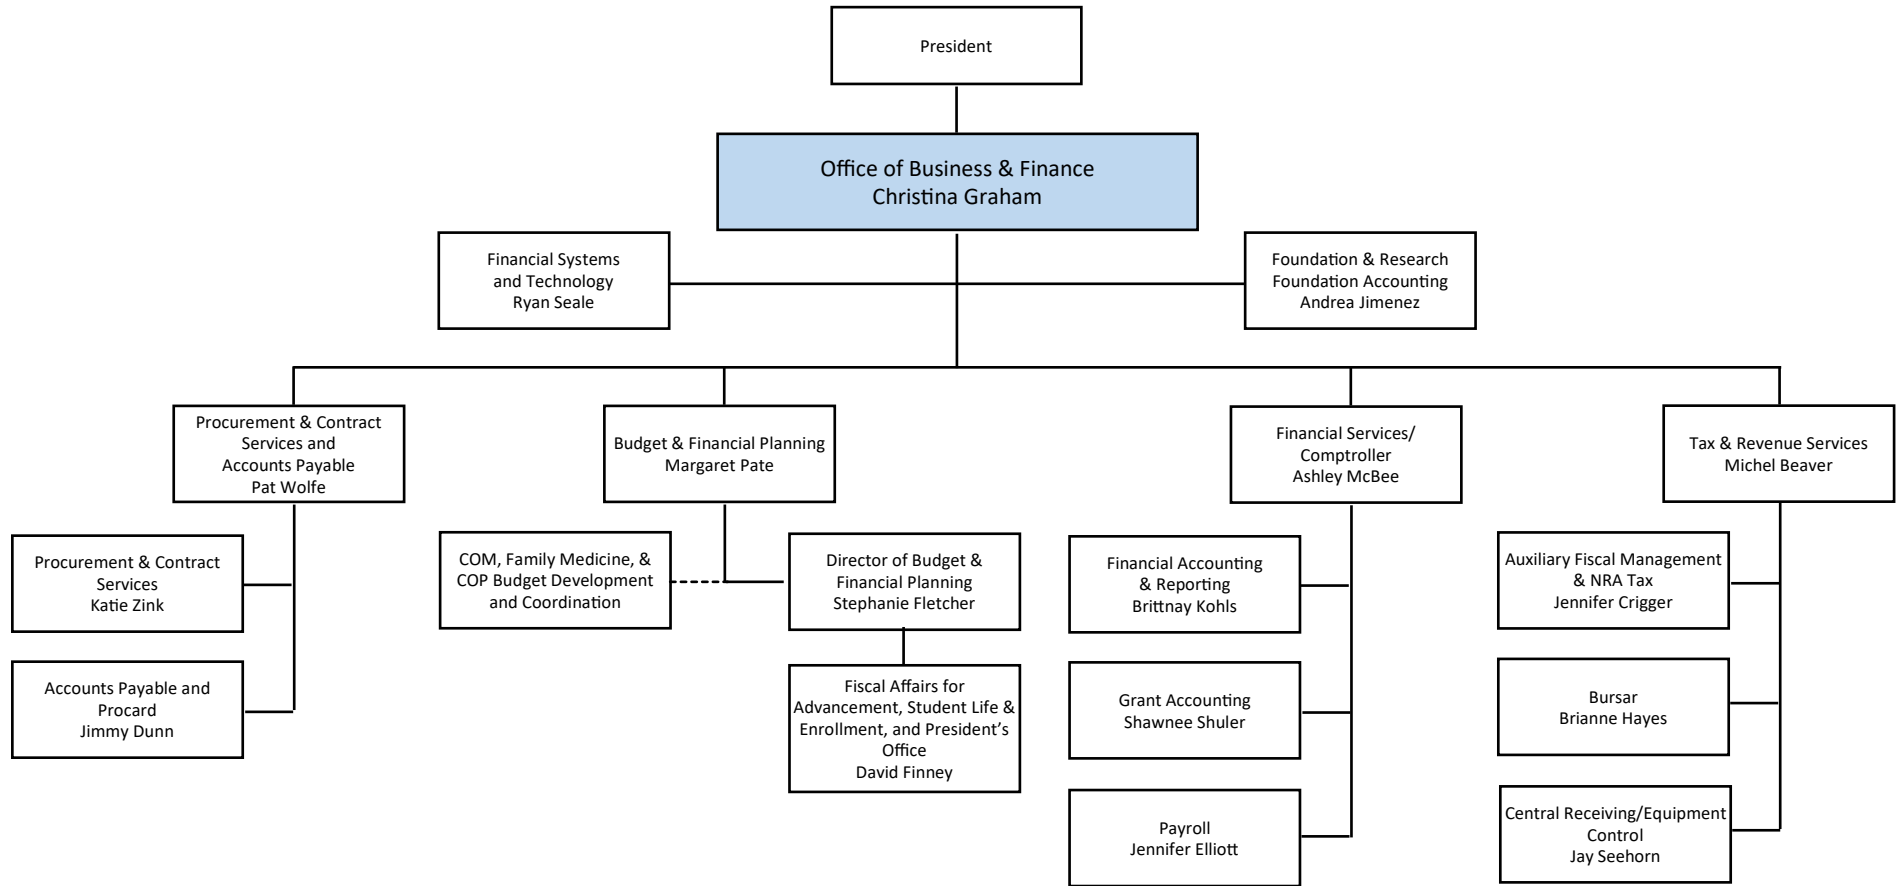 President
Office of Business & Finance
Christina Graham
Financial Systems
and Technology
Ryan Seale
Foundation & Research
Foundation Accounting
Andrea Jimenez
Procurement & Contract
Services and
Accounts Payable
Pat Wolfe
Budget & Financial Planning
Margaret Pate
Financial Services/
Comptroller
Ashley McBee
Tax & Revenue Services
Michel Beaver
Procurement & Contract
Services
Katie Zink
Accounts Payable and
Procard
Jimmy Dunn
COM, Family Medicine, &
COP Budget Development
and Coordination
Director of Budget &
Financial Planning
Stephanie Fletcher
Fiscal Affairs for
Advancement, Student Life &
Enrollment, and President’s
Office
David Finney
Financial Accounting
& Reporting
Brittnay Kohls
Grant Accounting
Shawnee Shuler
Payroll
Jennifer Elliott
Auxiliary Fiscal Management
& NRA Tax
Jennifer Crigger
Bursar
Brianne Hayes
Central Receiving/Equipment
Control
Jay Seehorn